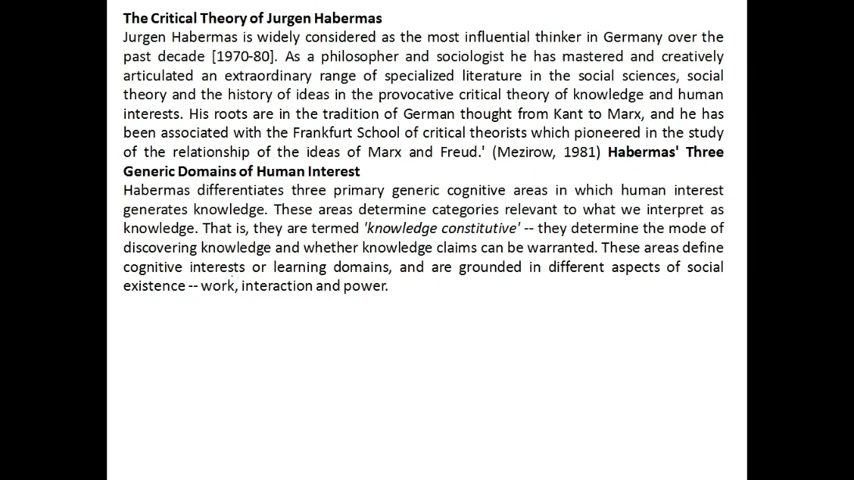 The Critical Theory of Jurgen Habermas
Jurgen Habermas is widely considered as the most influential thinker in Germany over the
past decade [1970-80]. As a philosopher and sociologist he has mastered and creatively
articulated an extraordinary range of specialized literature in the social sciences, social
theory and the history of ideas in the provocative critical theory of knowledge and human
interests. His roots are in the tradition of German thought from Kant to Marx, and he has
been associated with the Frankfurt School of critical theorists which pioneered in the study
of the relationship of the ideas of Marx and Freud.' (Mezirow, 1981) Habermas' Three
Generic Domains of Human Interest
Habermas differentiates three primary generic cognitive areas in which human interest
generates knowledge. These areas determine categories relevant to what we interpret as
knowledge. That is, they are termed 'knowledge constitutive' -- they determine the mode of
discovering knowledge and whether knowledge claims can be warranted. These areas define
cognitive interests or learning domains, and are grounded in different aspects of social
existence -- work, interaction and power.